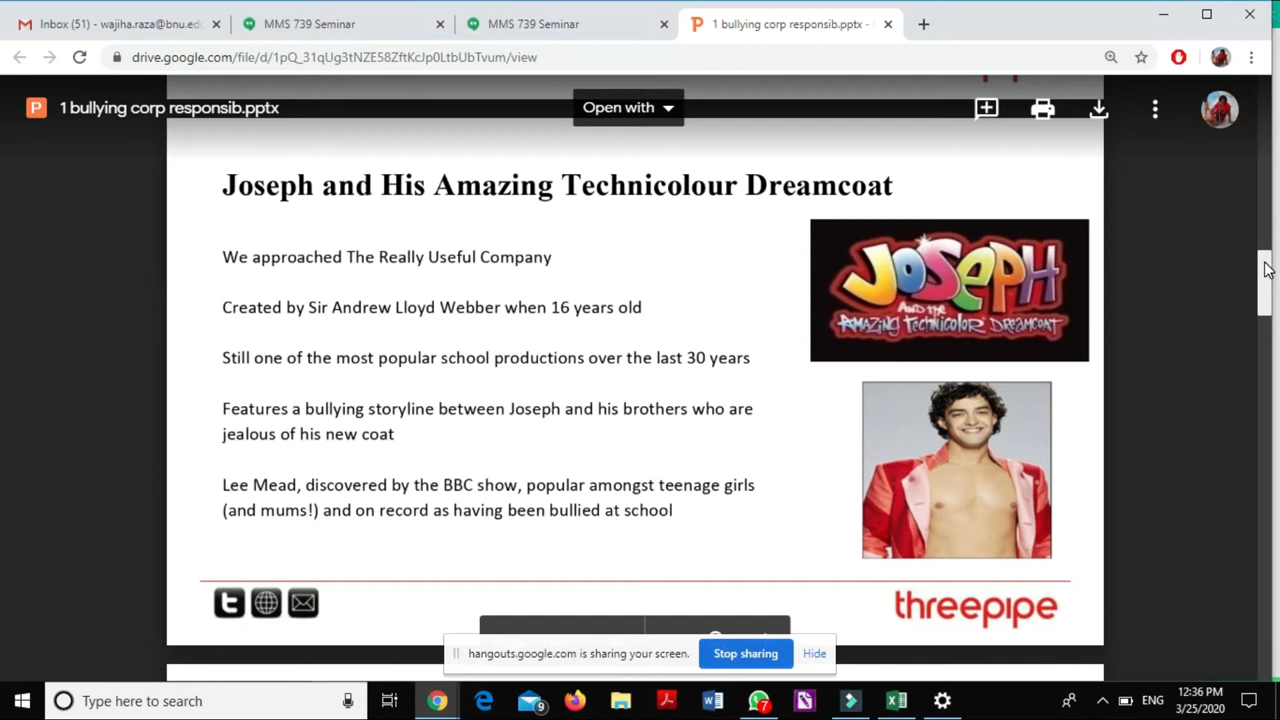 Inbox (51) - wajiha.raza@bnu.ed
MMS 739 Seminar
MMS 739 Seminar
1 bullying corp responsib.pptx -
drive.google.com/file/d/1pQ_31qUg3tNZE58ZftKcJp0LtbUbTvum/view
P 1 bullying corp responsib.pptx
Open with
Joseph and His Amazing Technicolour Dreamcoat
We approached The Really Useful Company
Created by Sir Andrew Lloyd Webber when 16 years old
Still one of the most popular school productions over the last 30 years
Features a bullying storyline between Joseph and his brothers who are
jealous of his new coat
Lee Mead, discovered by the BBC show, popular amongst teenage girls
(and mums!) and on record as having been bullied at school
JOSEPH
AND THE
AMAZING TECHNICOLOR DREAMCOAT
threepipe
hangouts.google.com is sharing your screen.
Stop sharing
Hide
Type here to search
9
7
ENG
12:36 PM
3/25/2020